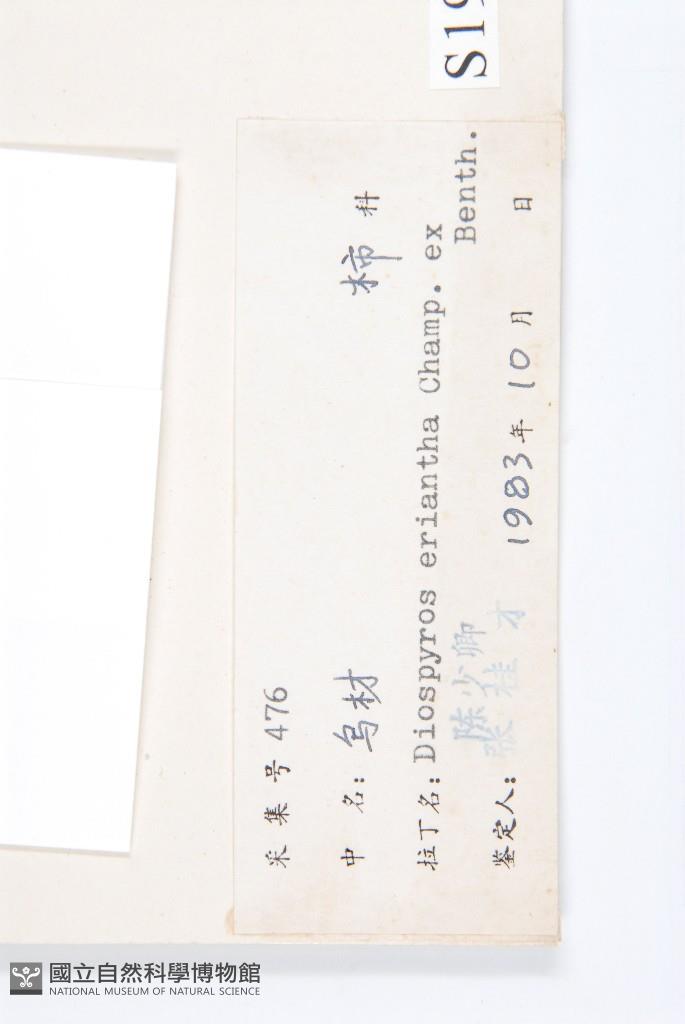 S19
采集号 476
中名: 乌材 柿科
拉丁名: Diospyros eriantha Champ. ex
Benth.
陈少卿
鉴定人: 张桂才 1983年10月 日
國立自然科學博物館
NATIONAL MUSEUM OF NATURAL SCIENCE